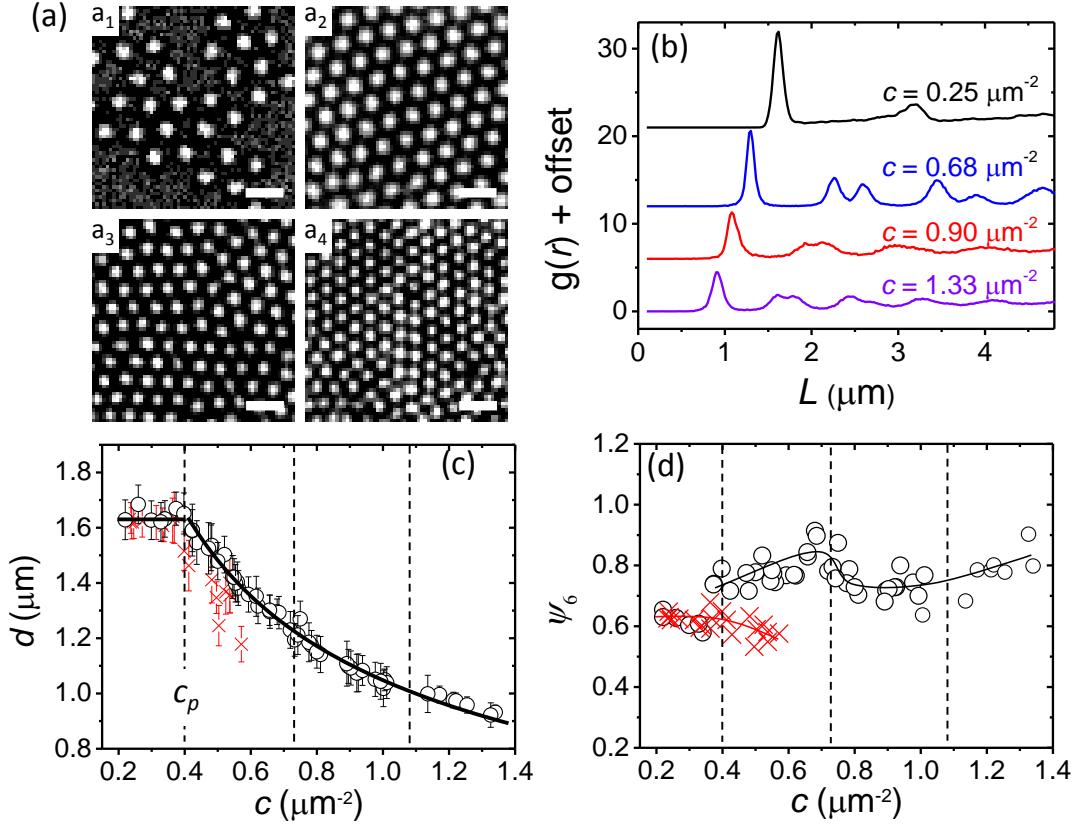 (a)
a₁
a₂
a₃
a₄
(b)
30
20
10
0
g(r) + offset
c = 0.25 μm⁻²
c = 0.68 μm⁻²
c = 0.90 μm⁻²
c = 1.33 μm⁻²
0 1 2 3 4
L (μm)
(c)
1.8
1.6
1.4
1.2
1.0
0.8
d (μm)
cₚ
0.2 0.4 0.6 0.8 1.0 1.2 1.4
c (μm⁻²)
(d)
1.2
1.0
0.8
0.6
0.4
0.2
ψ₆
0.2 0.4 0.6 0.8 1.0 1.2 1.4
c (μm⁻²)